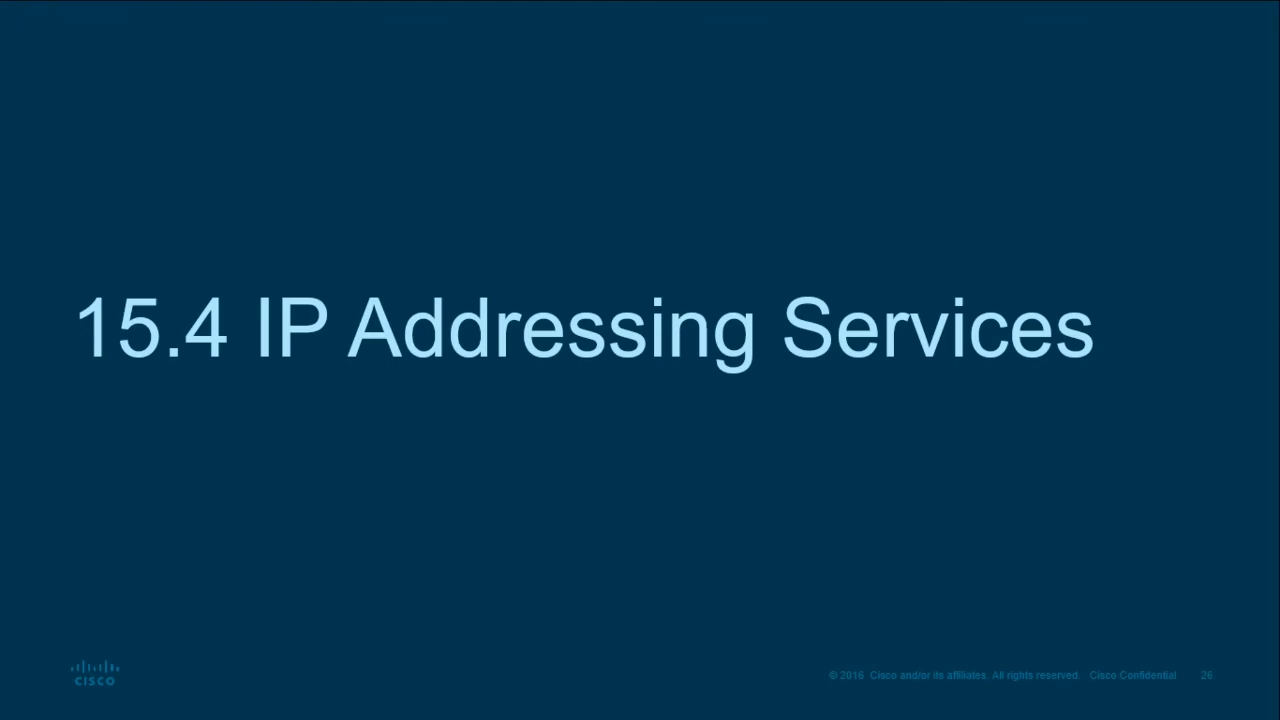 15.4 IP Addressing Services
CISCO
© 2016 Cisco and/or its affiliates. All rights reserved. Cisco Confidential 26